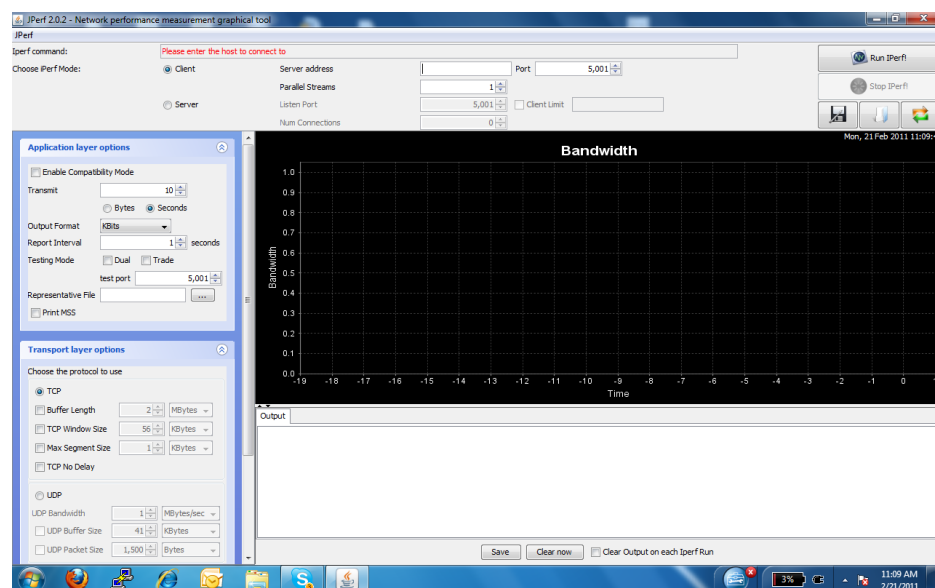 JPerf 2.0.2 - Network performance measurement graphical tool
JPerf
Iperf command: Please enter the host to connect to
Run IPerf!
Choose iPerf Mode: Client Server address Port 5,001
Parallel Streams 1
Stop IPerf!
Server Listen Port 5,001 Client Limit
Num Connections 0
Mon, 21 Feb 2011 11:09:
Application layer options
Enable Compatibility Mode
Transmit 10
Bytes Seconds
Output Format KBits
Report Interval 1 seconds
Testing Mode Dual Trade
test port 5,001
Representative File ...
Print MSS
Transport layer options
Choose the protocol to use
TCP
Buffer Length 2 MBytes
TCP Window Size 56 KBytes
Max Segment Size 1 KBytes
TCP No Delay
UDP
UDP Bandwidth 1 MBytes/sec
UDP Buffer Size 41 KBytes
UDP Packet Size 1,500 Bytes
Bandwidth
1.0
0.9
0.8
0.7
0.6
0.5
0.4
0.3
0.2
0.1
0.0
Bandwidth
-19 -18 -17 -16 -15 -14 -13 -12 -11 -10 -9 -8 -7 -6 -5 -4 -3 -2 -1 0
Time
Output
Save Clear now Clear Output on each Iperf Run
3%
11:09 AM
2/21/2011